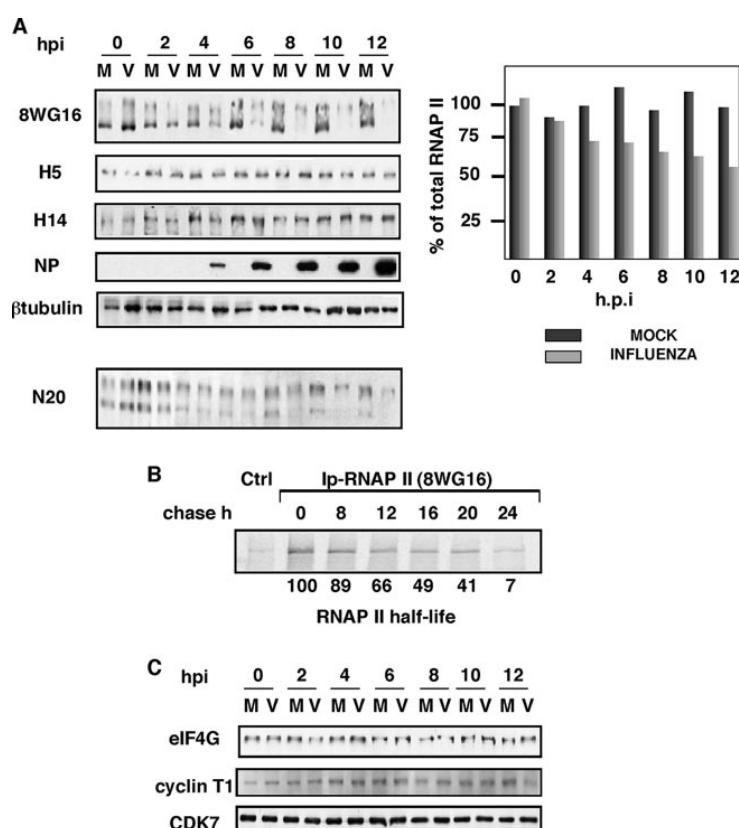 A
hpi 0 2 4 6 8 10 12
M V M V M V M V M V M V M V
8WG16
H5
H14
NP
βtubulin
N20
% of total RNAP II
100
75
50
25
0 2 4 6 8 10 12
h.p.i
MOCK
INFLUENZA
B
Ctrl Ip-RNAP II (8WG16)
chase h 0 8 12 16 20 24
100 89 66 49 41 7
RNAP II half-life
C
hpi 0 2 4 6 8 10 12
M V M V M V M V M V M V M V
eIF4G
cyclin T1
CDK7